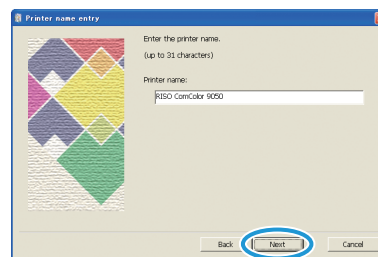 Printer name entry
Enter the printer name.
(up to 31 characters)
Printer name:
RISO ComColor 9050
Back Next Cancel